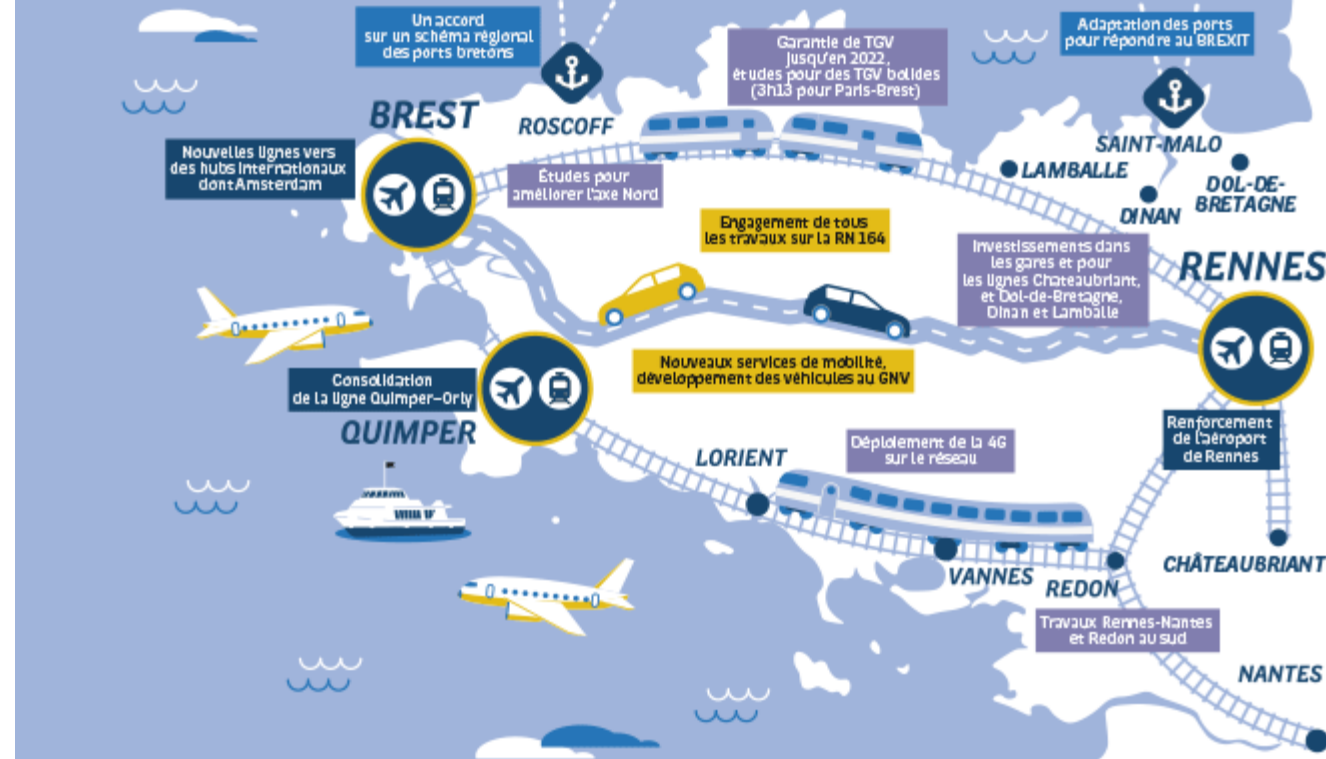 Un accord
sur un schéma régional
des ports bretons
Adaptation des ports
pour répondre au BREXIT
Garantie de TGV
jusqu'en 2022,
études pour des TGV bolides
(3h13 pour Paris-Brest)
BREST
ROSCOFF
SAINT-MALO
Nouvelles lignes vers
des hubs internationaux
dont Amsterdam
Études pour
améliorer l'axe Nord
LAMBALLE
DOL-DE-
BRETAGNE
DINAN
Engagement de tous
les travaux sur la RN 164
Investissements dans
les gares et pour
les lignes Chateaubriant,
et Dol-de-Bretagne,
Dinan et Lamballe
RENNES
Nouveaux services de mobilité,
développement des véhicules au GNV
Consolidation
de la ligne Quimper-Orly
QUIMPER
Renforcement
de l'aéroport
de Rennes
Déploiement de la 4G
sur le réseau
LORIENT
VANNES
REDON
CHÂTEAUBRIANT
Travaux Rennes-Nantes
et Redon au sud
NANTES